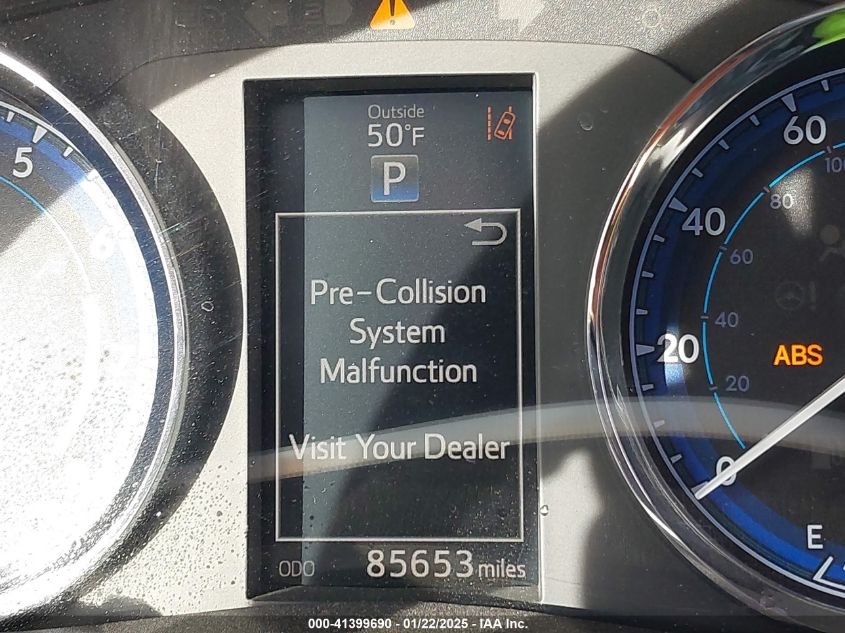 Outside
50°F
P
Pre-Collision
System
Malfunction
Visit Your Dealer
ODO 85653 miles
5
6
60
40
20
0
100
80
60
40
20
ABS
E
000-41399690 - 01/22/2025 - IAA Inc.